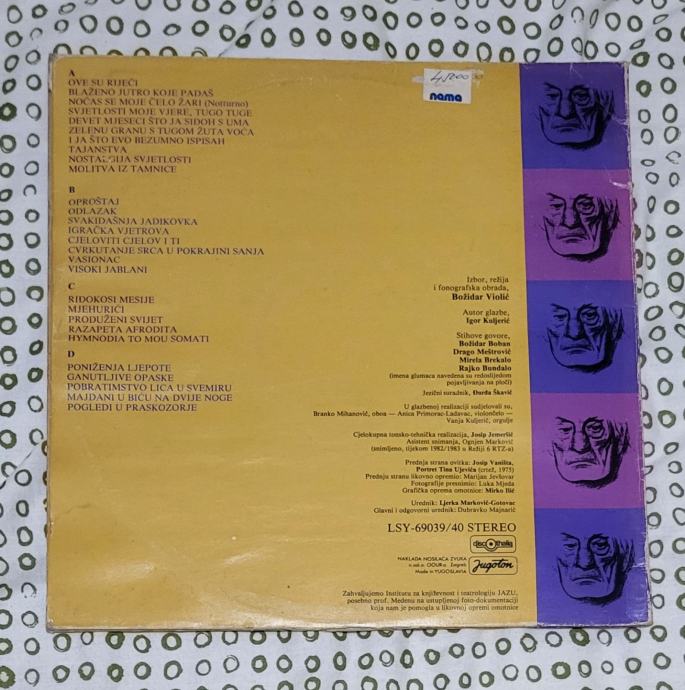 A
OVE SU RIJEČI
BLAŽENO JUTRO KOJE PADAŠ
NOĆAS SE MOJE ČELO ŽARI (Notturno)
SVJETLOSTI MOJE VJERE, TUGO TUGE
DEVET MJESECI ŠTO JA SIDOH S UMA
ZELENU GRANU S TUGOM ŽUTA VOĆA
I JA ŠTO EVO BEZUMNO ISPISAH
TAJANSTVA
NOSTALGIJA SVJETLOSTI
MOLITVA IZ TAMNICE
B
OPROŠTAJ
ODLAZAK
SVAKIDAŠNJA JADIKOVKA
IGRAČKA VJETROVA
CJELOVITI CJELOV I TI
CVRKUTANJE SRCA U POKRAJINI SANJA
VASIONAC
VISOKI JABLANI
C
RIĐOKOSI MESIJE
MJEHURIĆI
PRODUŽENI SVIJET
RAZAPETA AFRODITA
HYMNODIA TO MOU SOMATI
D
PONIŽENJA LJEPOTE
GANUTLJIVE OPASKE
POBRATIMSTVO LICA U SVEMIRU
MAJDANI U BIĆU NA DVIJE NOGE
POGLEDI U PRASKOZORJE
nama
Izbor, režija
i fonografska obrada,
Božidar Violić
Autor glazbe,
Igor Kuljerić
Stihove govore,
Božidar Boban
Drago Meštrović
Mirela Brekalo
Rajko Bundalo
(imena glumaca navedena su redoslijedom
pojavljivanja na ploči)
Jezični suradnik, Đurđa Škavić
U glazbenoj realizaciji sudjelovali su,
Branko Mihanović, oboa — Anica Primorac-Ladavac, violončelo —
Vanja Kuljerić, orgulje
Cjelokupna tonsko-tehnička realizacija, Josip Jemeršić
Asistent snimanja, Ognjen Marković
(snimljeno, tijekom 1982/1983 u Režiji 6 RTZ-a)
Prednja strana ovitka: Josip Vaništa,
Portret Tina Ujevića (crtež, 1975)
Prednju stranu likovno opremio: Marijan Jevšovar
Fotografije presnimio: Luka Mjeda
Grafička oprema omotnice: Mirko Ilić
Urednik: Ljerka Marković-Gotovac
Glavni i odgovorni urednik: Dubravko Majnarić
LSY-69039/40 STEREO
discothalia
NAKLADA NOSILACA ZVUKA
n.sol.o. OOUR-a Zagreb
Made in YUGOSLAVIA
Jugoton
Zahvaljujemo Institutu za književnost i teatrologiju JAZU,
posebno prof. Međenu na ustupljenoj foto-dokumentaciji
koja nam je pomogla u likovnoj opremi omotnice